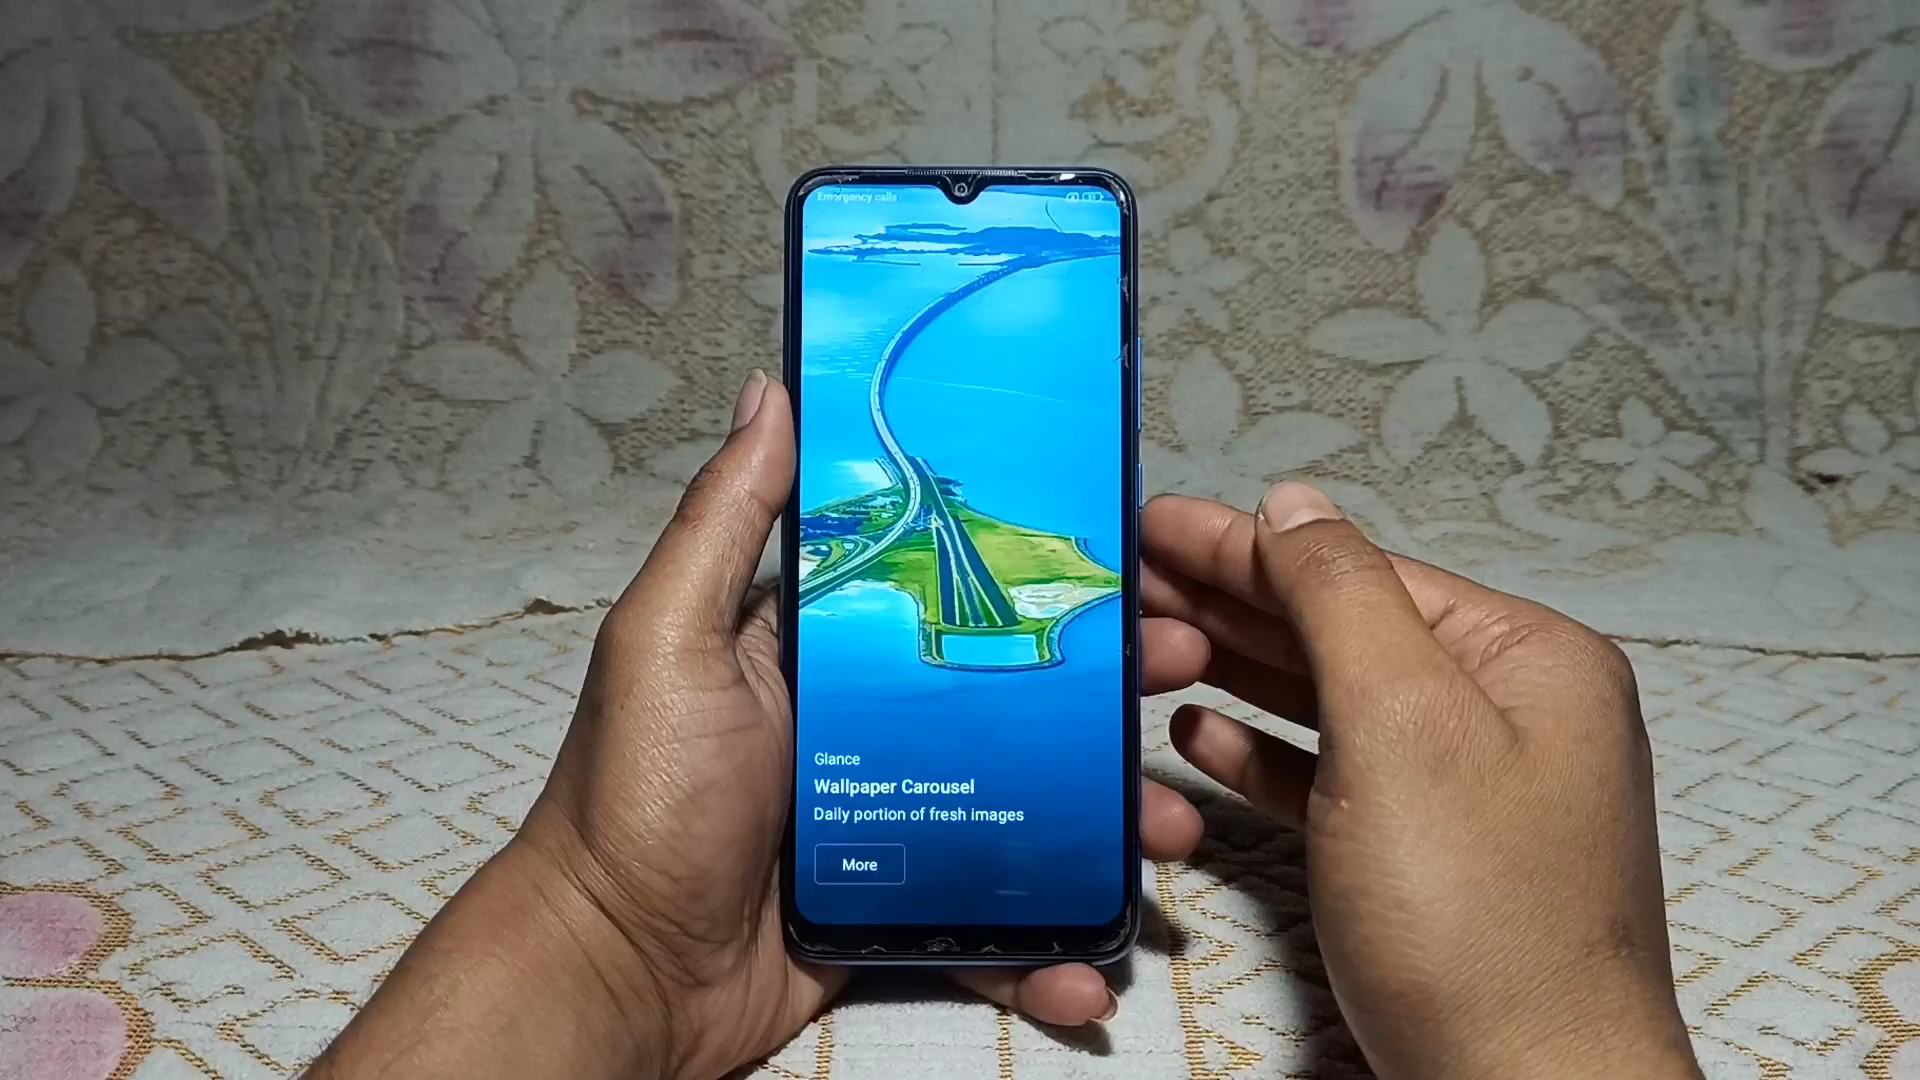 Emergency calls
Glance
Wallpaper Carousel
Daily portion of fresh images
More